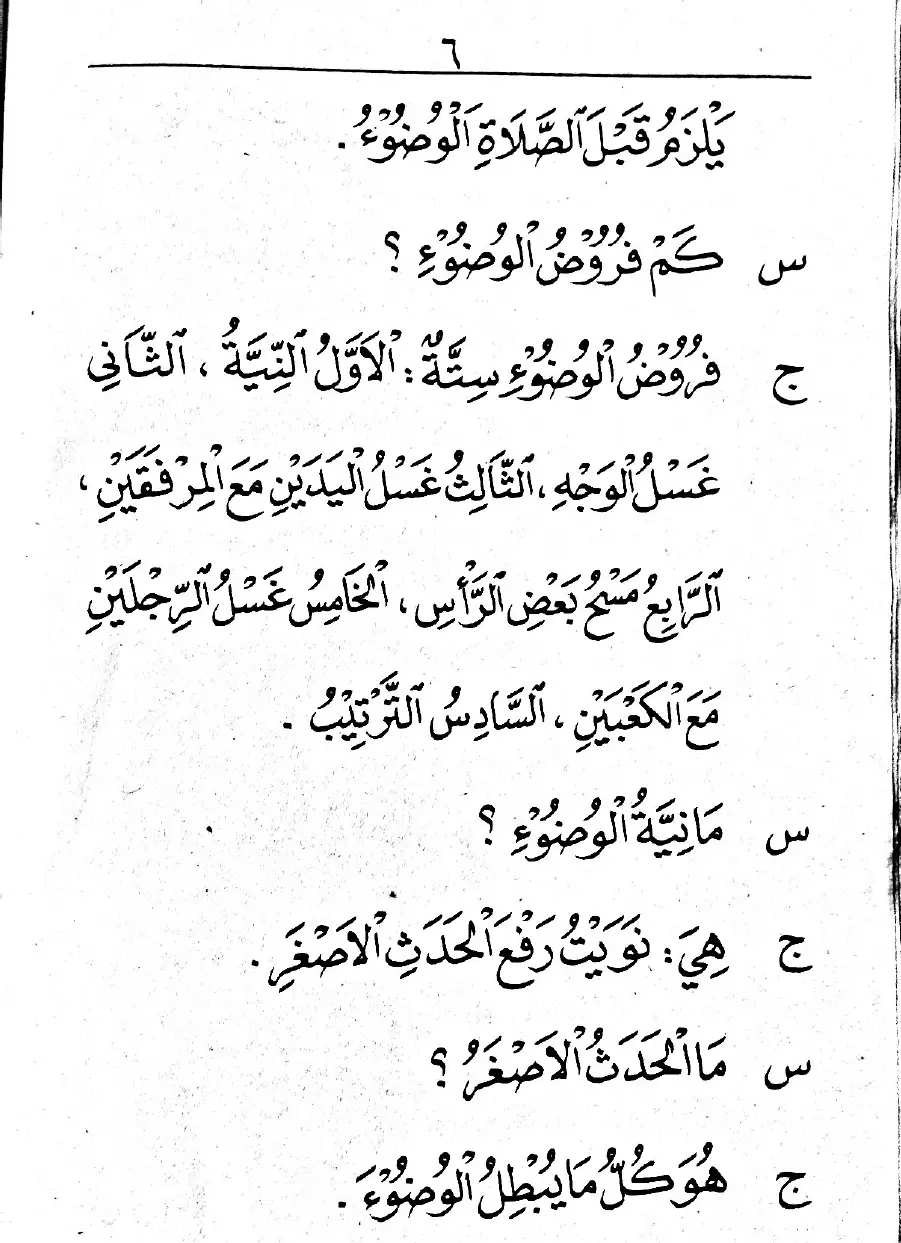 ٦
يَلْزَمُ قَبْلَ الصَّلَاةِ الْوُضُوْءُ .
س كَمْ فُرُوْضُ الْوُضُوْءِ ؟
ج فُرُوْضُ الْوُضُوْءِ سِتَّةٌ : الْاَوَّلُ النِّيَّةُ ، الثَّانِى
غَسْلُ الْوَجْهِ ، الثَّالِثُ غَسْلُ الْيَدَيْنِ مَعَ الْمِرْفَقَيْنِ ،
الرَّابِعُ مَسْحُ بَعْضِ الرَّأْسِ ، الْخَامِسُ غَسْلُ الرِّجْلَيْنِ
مَعَ الْكَعْبَيْنِ ، السَّادِسُ التَّرْتِيْبُ .
س مَا نِيَّةُ الْوُضُوْءِ ؟
ج هِيَ : نَوَيْتُ رَفْعَ الْحَدَثِ الْاَصْغَرِ .
س مَا الْحَدَثُ الْاَصْغَرُ ؟
ج هُوَ كُلُّ مَا يُبْطِلُ الْوُضُوْءَ .